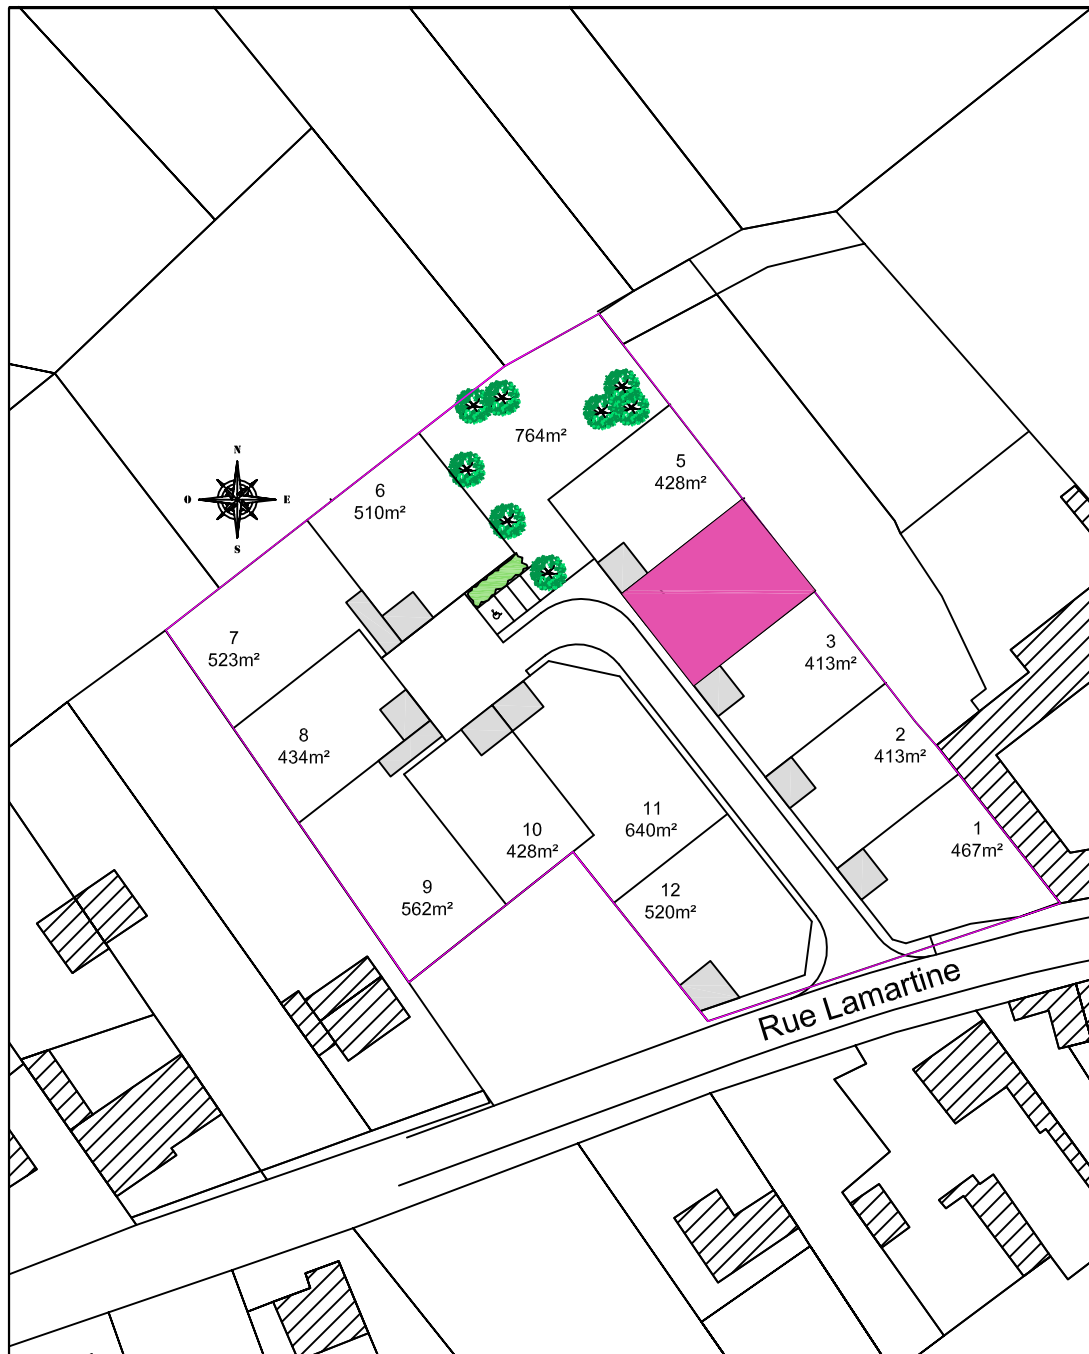 764m²
5
428m²
6
510m²
N
O
E
S
7
523m²
3
413m²
8
434m²
2
413m²
11
640m²
10
428m²
1
467m²
9
562m²
12
520m²
Rue Lamartine